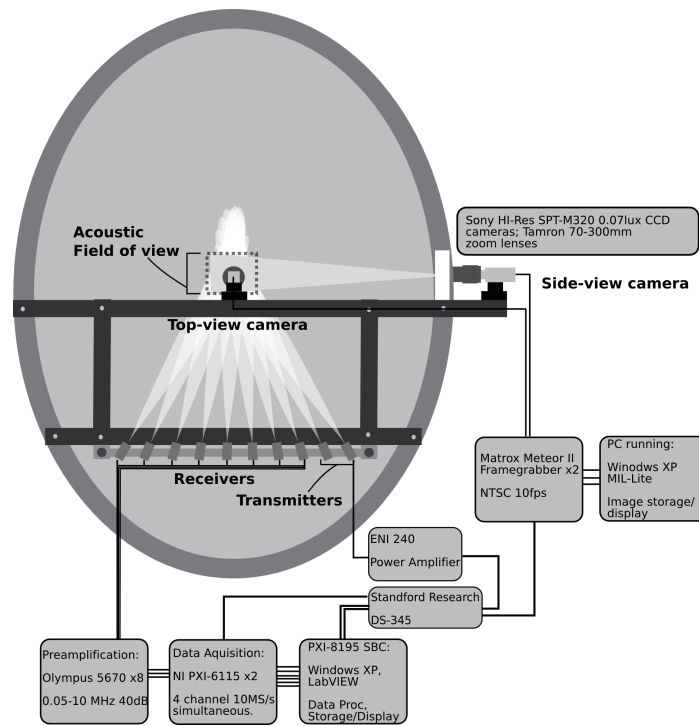 Acoustic
Field of view
Sony HI-Res SPT-M320 0.07lux CCD
cameras; Tamron 70-300mm
zoom lenses
Side-view camera
Top-view camera
Receivers
Transmitters
Matrox Meteor II
Framegrabber x2
NTSC 10fps
PC running:
Winodws XP
MIL-Lite
Image storage/
display
ENI 240
Power Amplifier
Standford Research
DS-345
Preamplification:
Olympus 5670 x8
0.05-10 MHz 40dB
Data Aquisition:
NI PXI-6115 x2
4 channel 10MS/s
simultaneous.
PXI-8195 SBC:
Windows XP,
LabVIEW
Data Proc,
Storage/Display